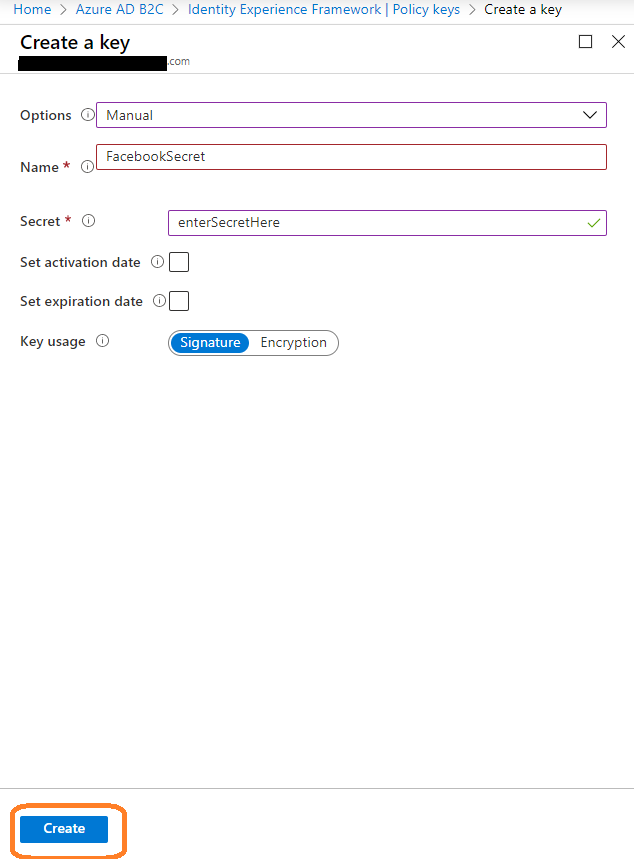 Home > Azure AD B2C > Identity Experience Framework | Policy keys > Create a key
Create a key
.com
Options Manual
Name * FacebookSecret
Secret * enterSecretHere
Set activation date
Set expiration date
Key usage Signature Encryption
Create